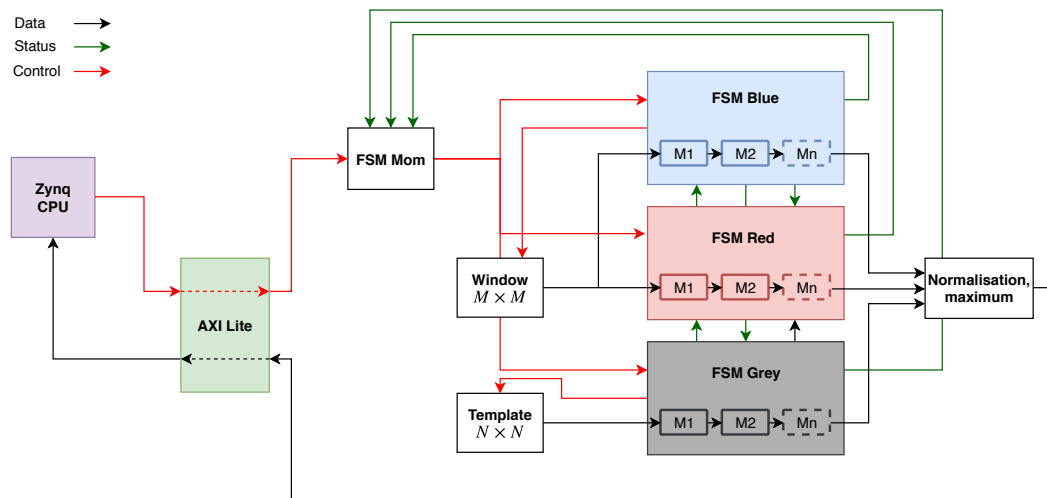 Data
Status
Control
FSM Mom
Zynq
CPU
AXI Lite
FSM Blue
M1
M2
Mn
FSM Red
M1
M2
Mn
Window
M × M
Normalisation,
maximum
FSM Grey
M1
M2
Mn
Template
N × N